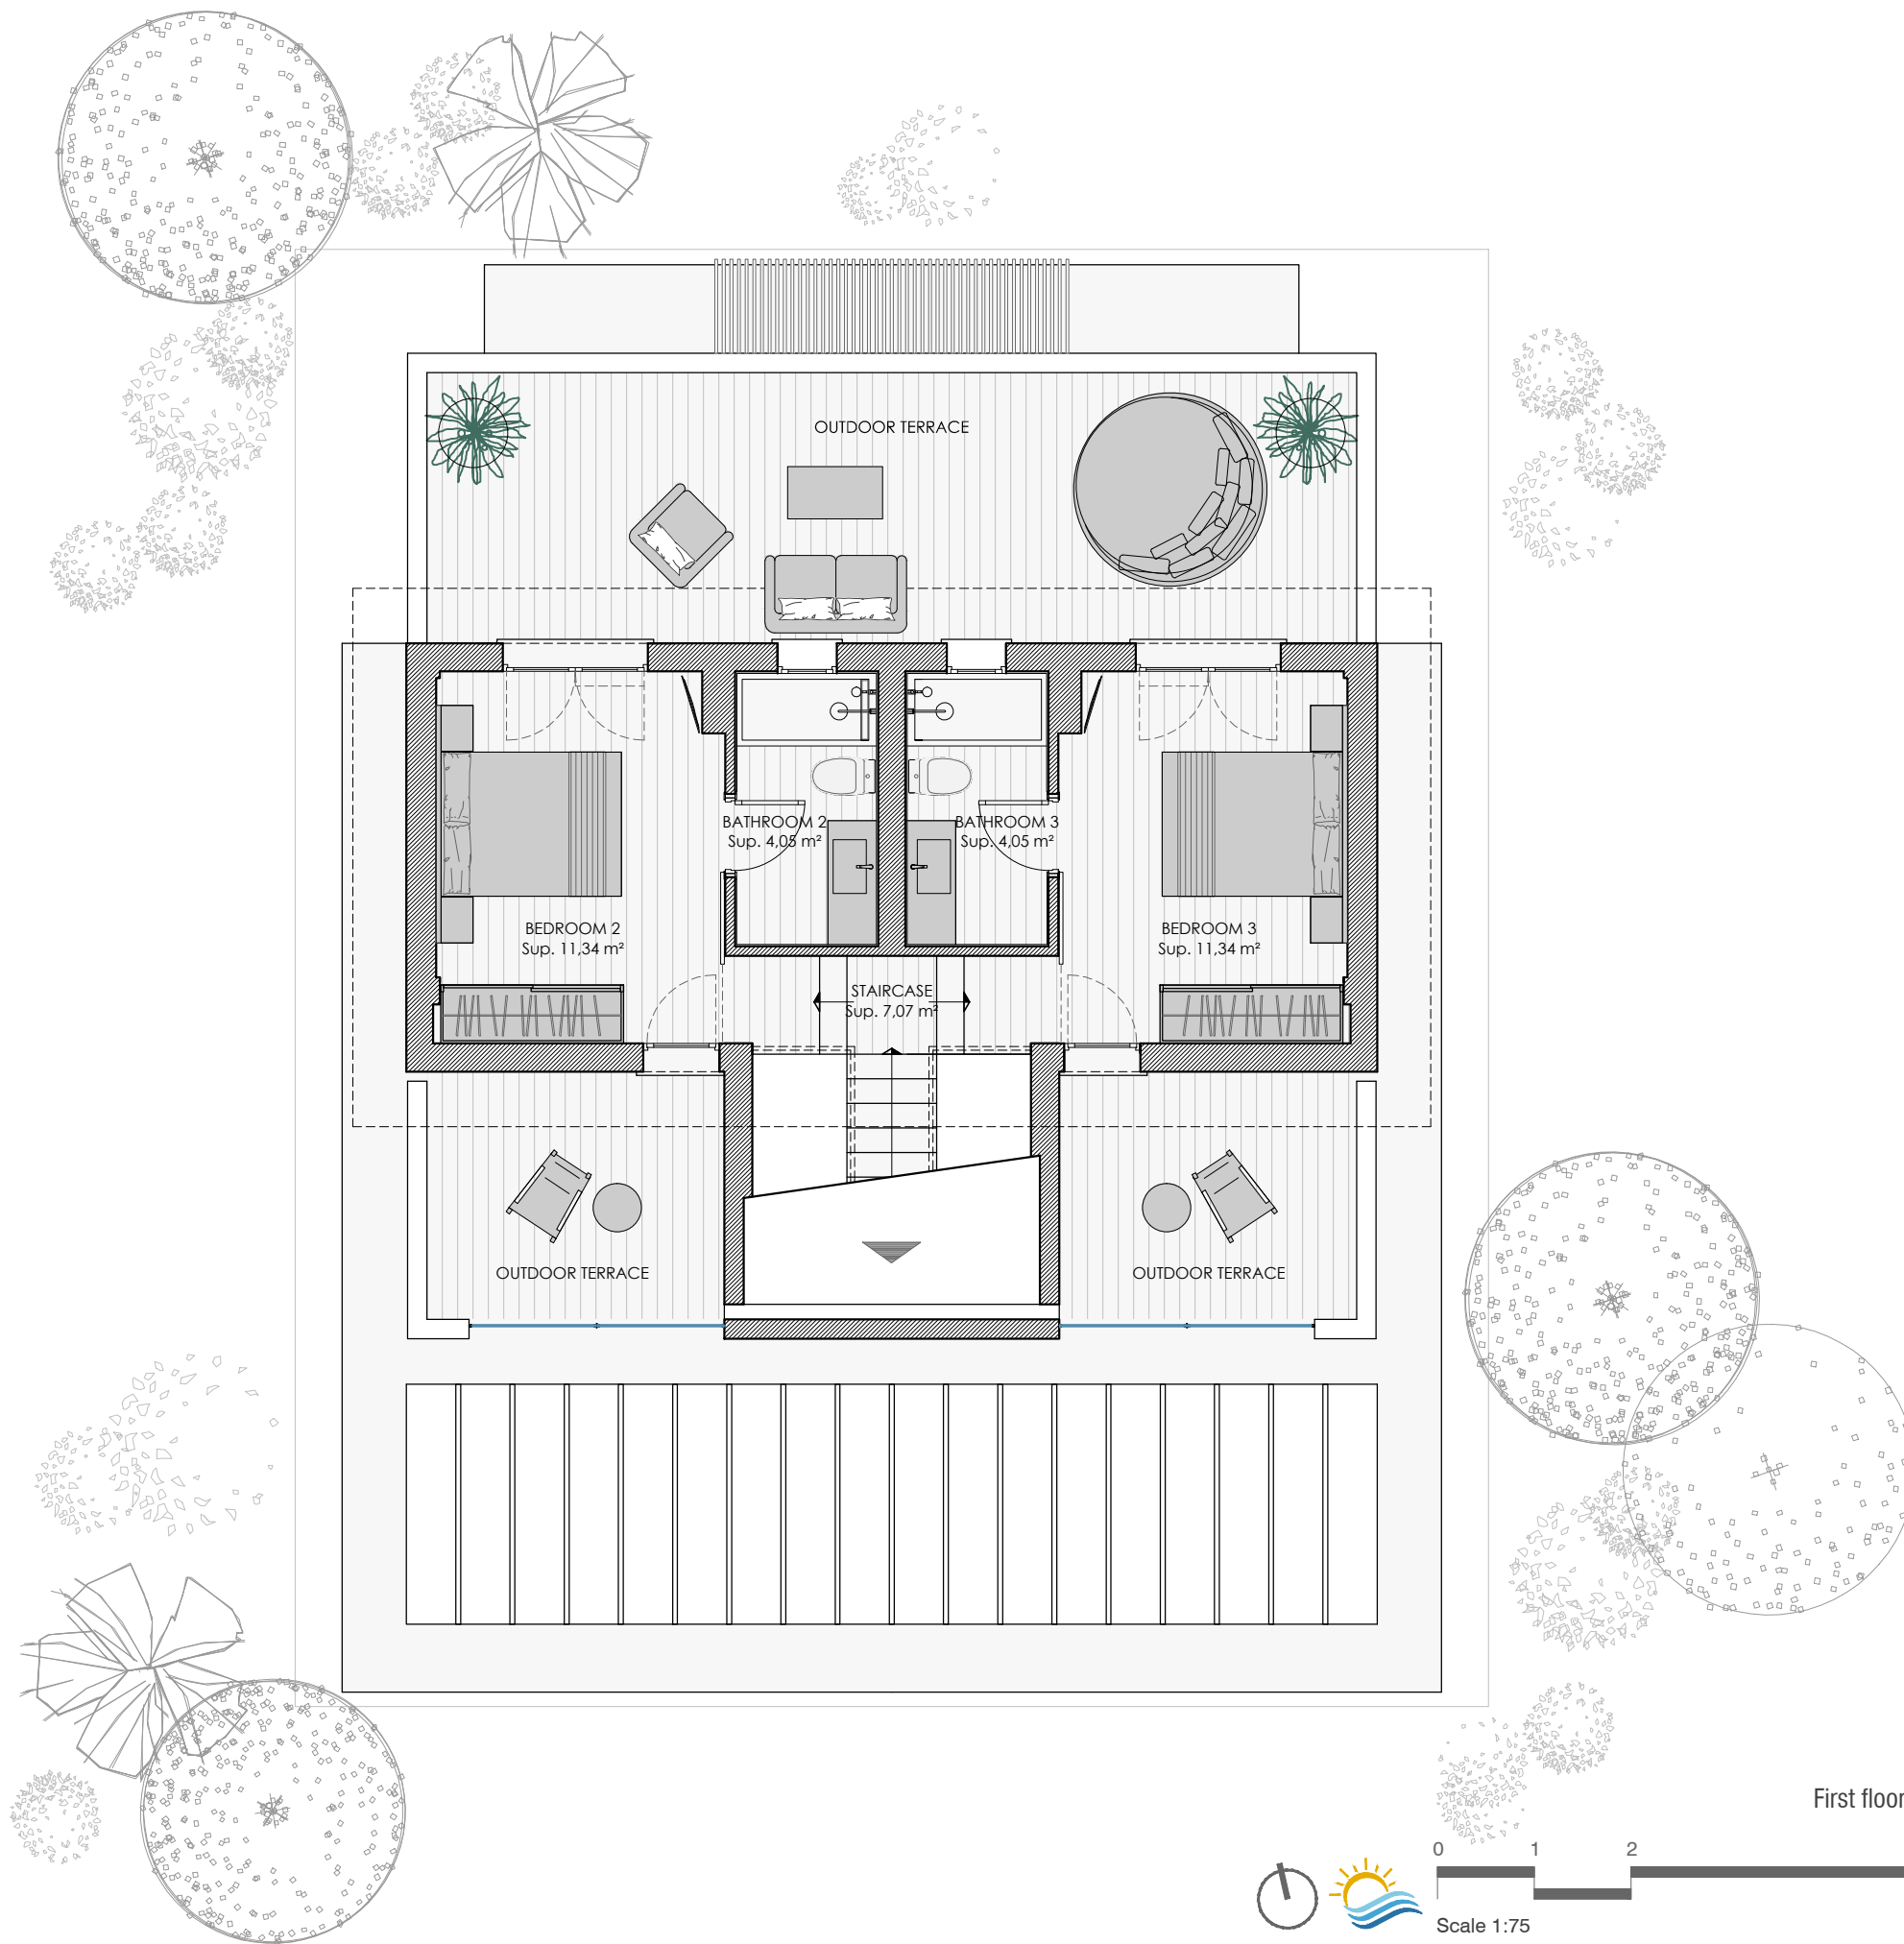 OUTDOOR TERRACE
BATHROOM 2
Sup. 4,05 m²
BATHROOM 3
Sup. 4,05 m²
BEDROOM 2
Sup. 11,34 m²
BEDROOM 3
Sup. 11,34 m²
STAIRCASE
Sup. 7,07 m²
OUTDOOR TERRACE
OUTDOOR TERRACE
First floor
0 1 2
Scale 1:75